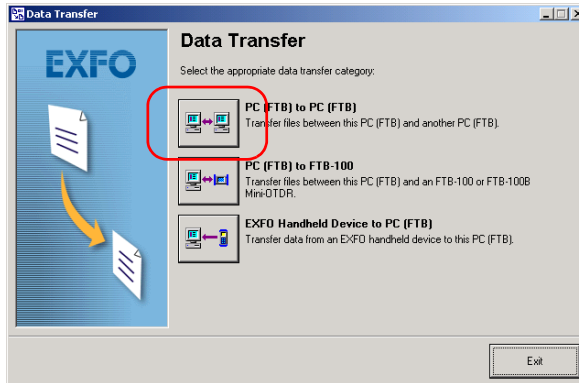 Data Transfer
EXFO
Data Transfer
Select the appropriate data transfer category:
PC (FTB) to PC (FTB)
Transfer files between this PC (FTB) and another PC (FTB).
PC (FTB) to FTB-100
Transfer files between this PC (FTB) and an FTB-100 or FTB-100B
Mini-OTDR.
EXFO Handheld Device to PC (FTB)
Transfer data from an EXFO handheld device to this PC (FTB).
Exit